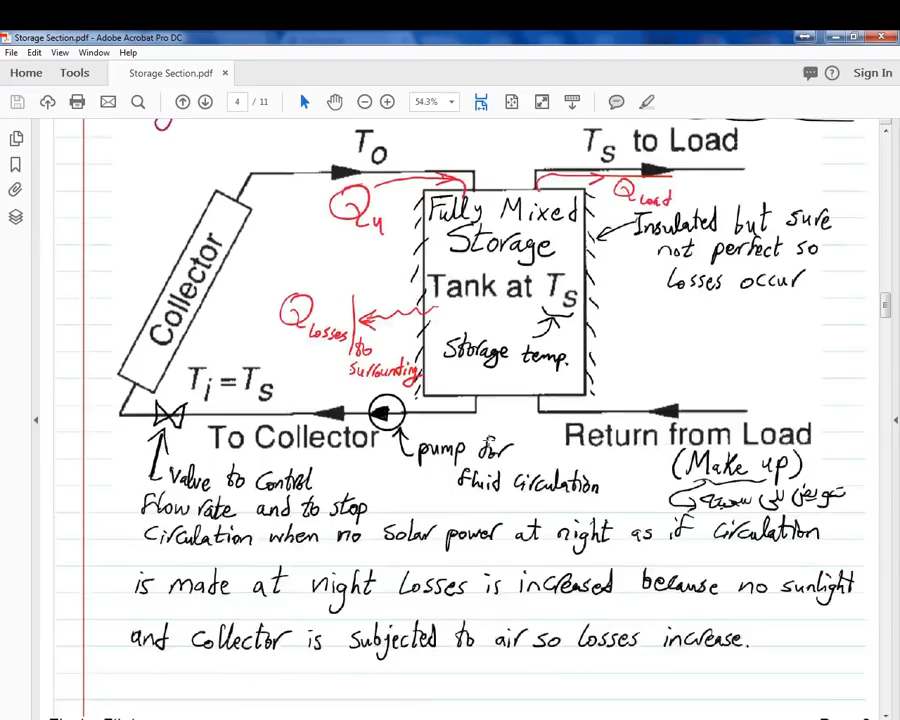 Storage Section.pdf - Adobe Acrobat Pro DC
File Edit View Window Help
Home Tools Storage Section.pdf × Sign In
4 / 11 54.3%
To
Ts to Load
Qu
QLoad
Fully Mixed
Storage
Tank at Ts
Storage temp.
Insulated but sure
not perfect so
Losses occur
Collector
QLosses
to
surrounding
Ti = Ts
To Collector
Return from Load
(Make up)
pump for
fluid circulation
Valve to Control
Flow rate and to stop
Circulation when no solar power at night as if circulation
is made at night Losses is increased because no sunlight
and collector is subjected to air so losses increase.